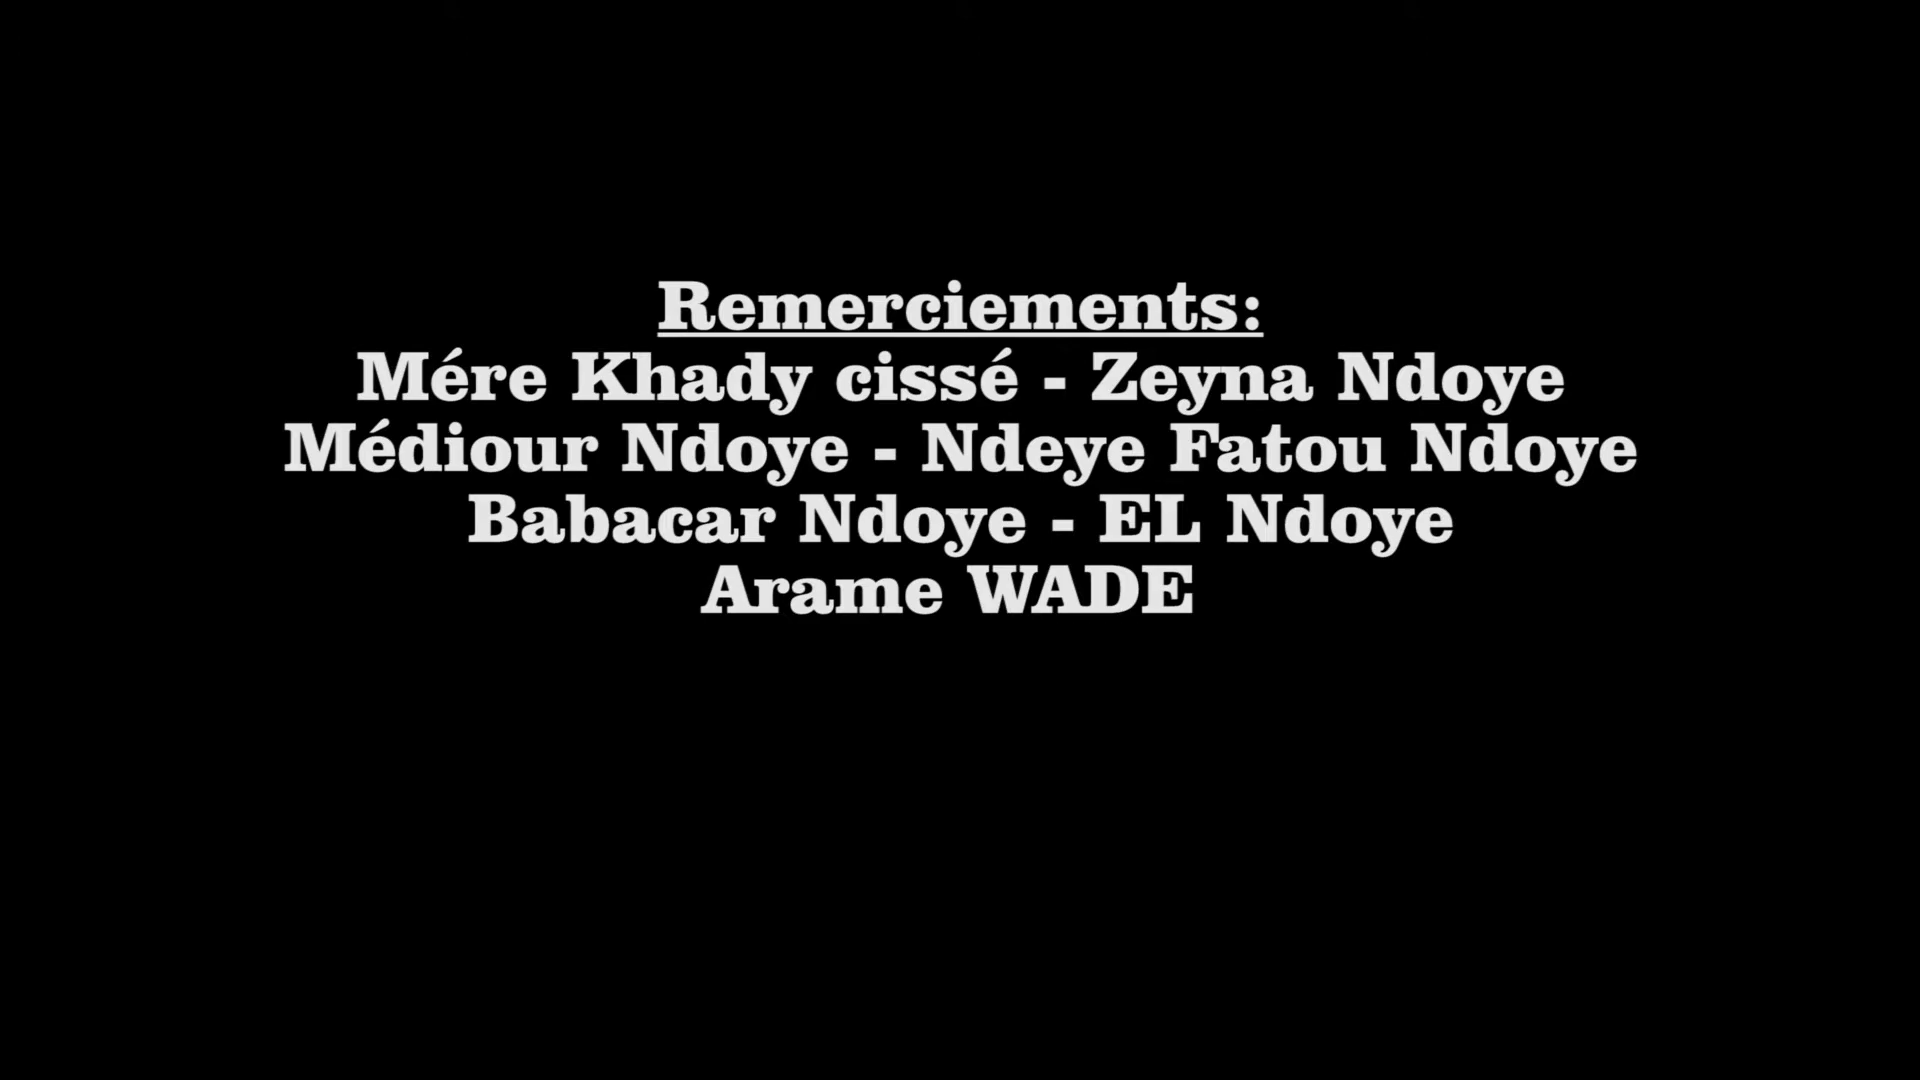 Remerciements:
Mére Khady cissé - Zeyna Ndoye
Médiour Ndoye - Ndeye Fatou Ndoye
Babacar Ndoye - EL Ndoye
Arame WADE